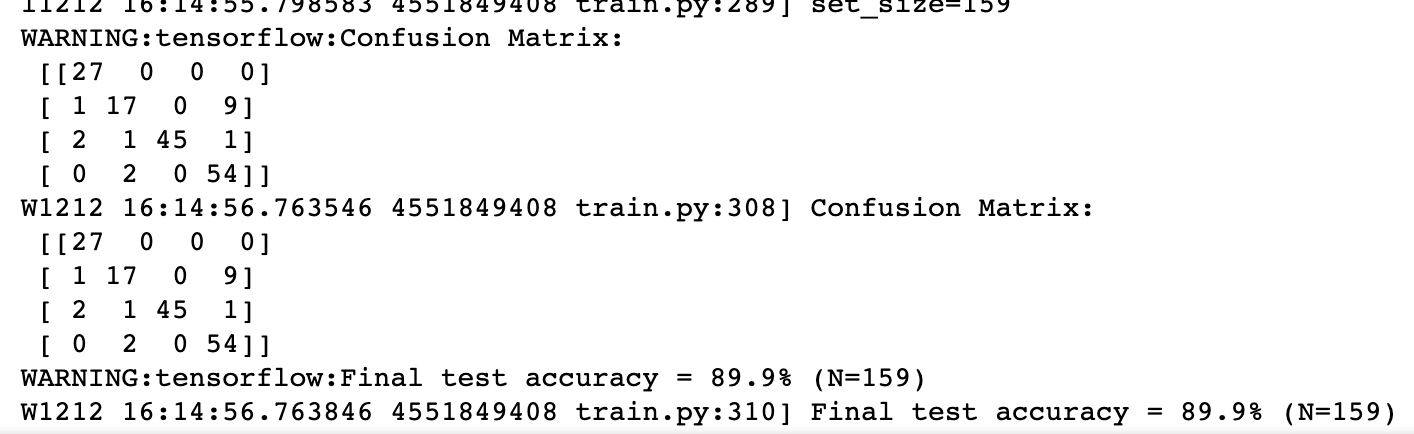 I1212 16:14:55.798583 4551849408 train.py:289] set_size=159
WARNING:tensorflow:Confusion Matrix:
 [[27  0  0  0]
 [ 1 17  0  9]
 [ 2  1 45  1]
 [ 0  2  0 54]]
W1212 16:14:56.763546 4551849408 train.py:308] Confusion Matrix:
 [[27  0  0  0]
 [ 1 17  0  9]
 [ 2  1 45  1]
 [ 0  2  0 54]]
WARNING:tensorflow:Final test accuracy = 89.9% (N=159)
W1212 16:14:56.763846 4551849408 train.py:310] Final test accuracy = 89.9% (N=159)